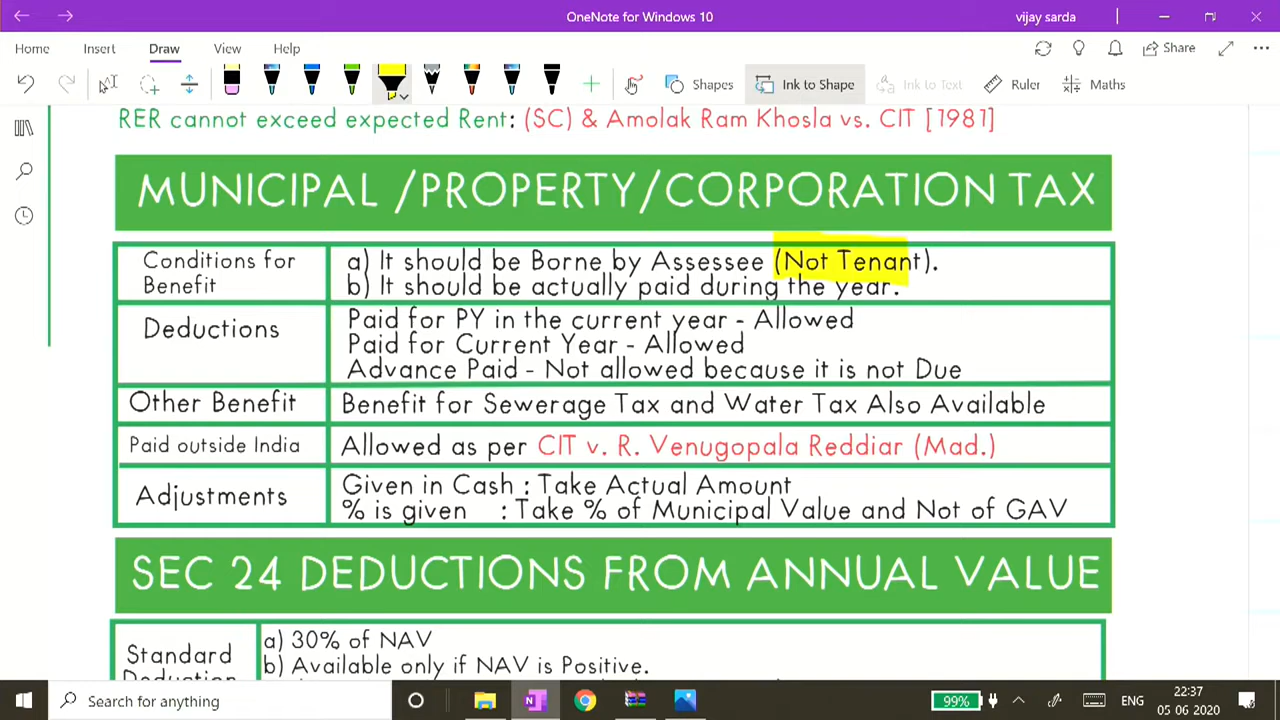 OneNote for Windows 10
vijay sarda
Home Insert Draw View Help
Share
Shapes
Ink to Shape
Ink to Text
Ruler
Maths
RER cannot exceed expected Rent: (SC) & Amolak Ram Khosla vs. CIT [1981]
MUNICIPAL /PROPERTY/CORPORATION TAX
Conditions for
Benefit
a) It should be Borne by Assessee (Not Tenant).
b) It should be actually paid during the year.
Deductions
Paid for PY in the current year - Allowed
Paid for Current Year - Allowed
Advance Paid - Not allowed because it is not Due
Other Benefit
Benefit for Sewerage Tax and Water Tax Also Available
Paid outside India
Allowed as per CIT v. R. Venugopala Reddiar (Mad.)
Adjustments
Given in Cash : Take Actual Amount
% is given : Take % of Municipal Value and Not of GAV
SEC 24 DEDUCTIONS FROM ANNUAL VALUE
Standard
Deduction
a) 30% of NAV
b) Available only if NAV is Positive.
Search for anything
99%
ENG
22:37
05-06-2020